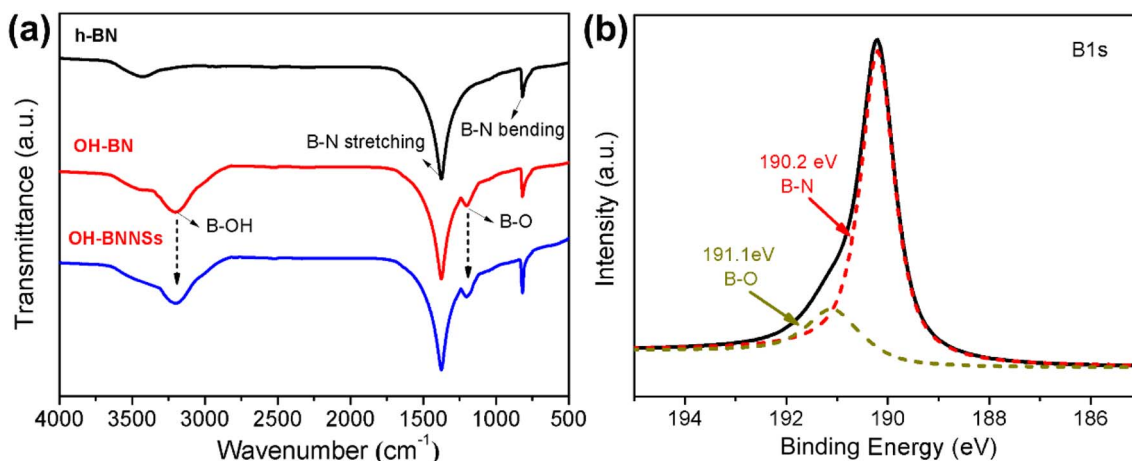 (a)
h-BN
B-N bending
B-N stretching
OH-BN
B-OH
B-O
OH-BNNSs
Transmittance (a.u.)
4000 3500 3000 2500 2000 1500 1000 500
Wavenumber (cm⁻¹)
(b)
B1s
190.2 eV
B-N
191.1eV
B-O
Intensity (a.u.)
194 192 190 188 186
Binding Energy (eV)